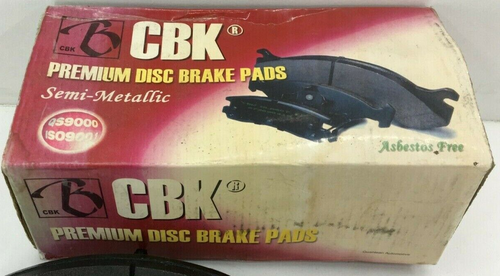 CBK
CBK®
PREMIUM DISC BRAKE PADS
Semi-Metallic
QS9000
ISO9001
Asbestos Free
CBK
CBK®
PREMIUM DISC BRAKE PADS